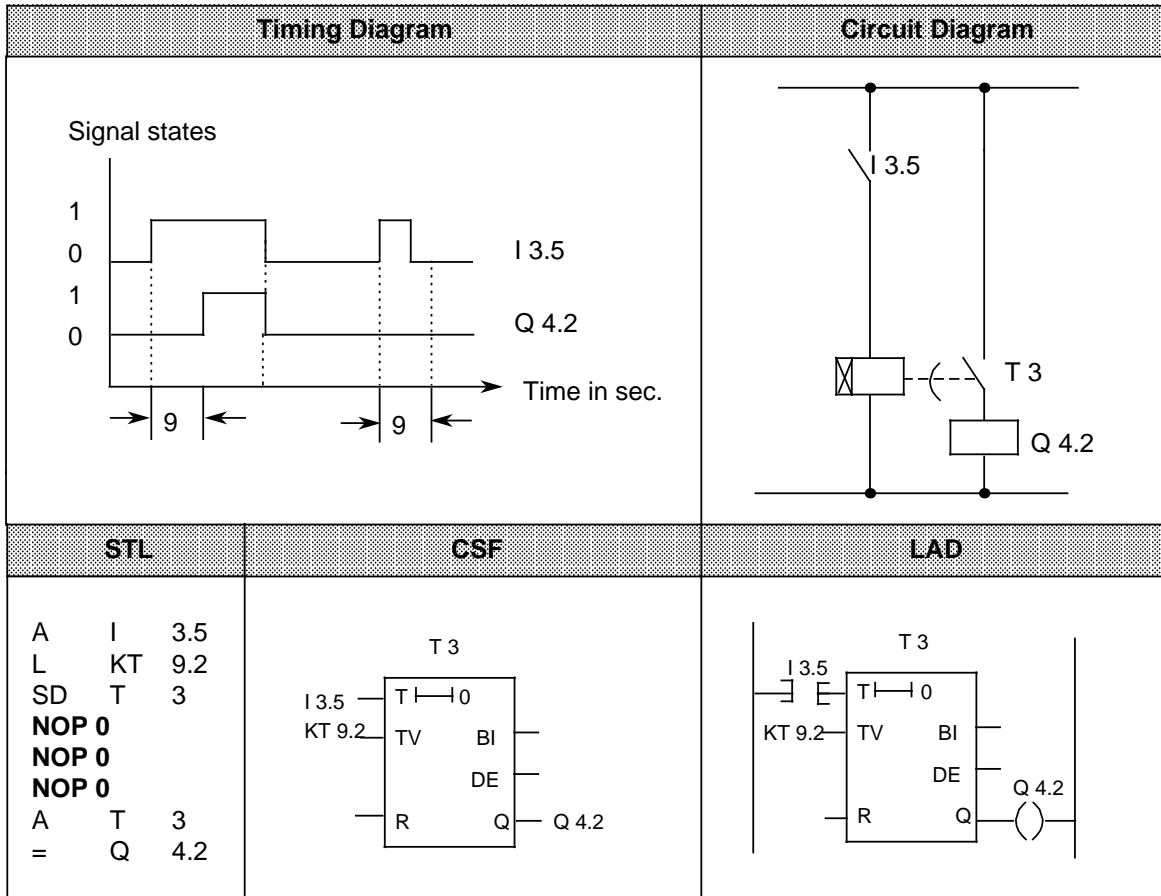 Timing Diagram
Circuit Diagram
Signal states
1
0
I 3.5
1
0
Q 4.2
Time in sec.
9
9
I 3.5
T 3
Q 4.2
STL
CSF
LAD
A I 3.5
L KT 9.2
SD T 3
NOP 0
NOP 0
NOP 0
A T 3
= Q 4.2
T 3
I 3.5 T 0
KT 9.2 TV BI
DE
R Q Q 4.2
T 3
I 3.5
T 0
KT 9.2 TV BI
DE
Q 4.2
R Q